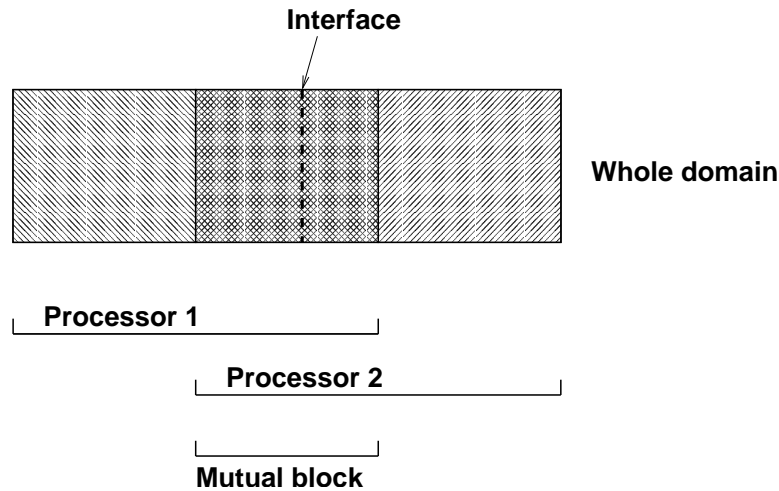 Interface
Whole domain
Processor 1
Processor 2
Mutual block